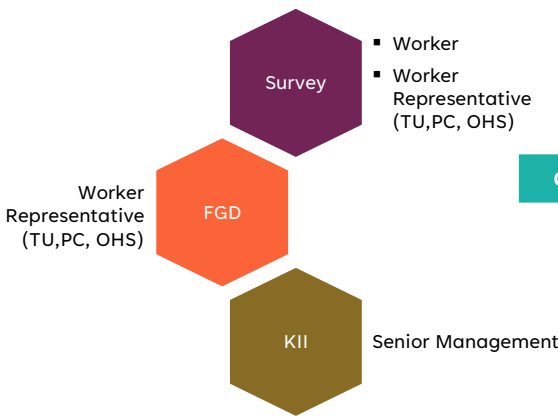 Survey
▪ Worker
▪ Worker
Representative
(TU,PC, OHS)
Worker
Representative
(TU,PC, OHS)
FGD
KII
Senior Management